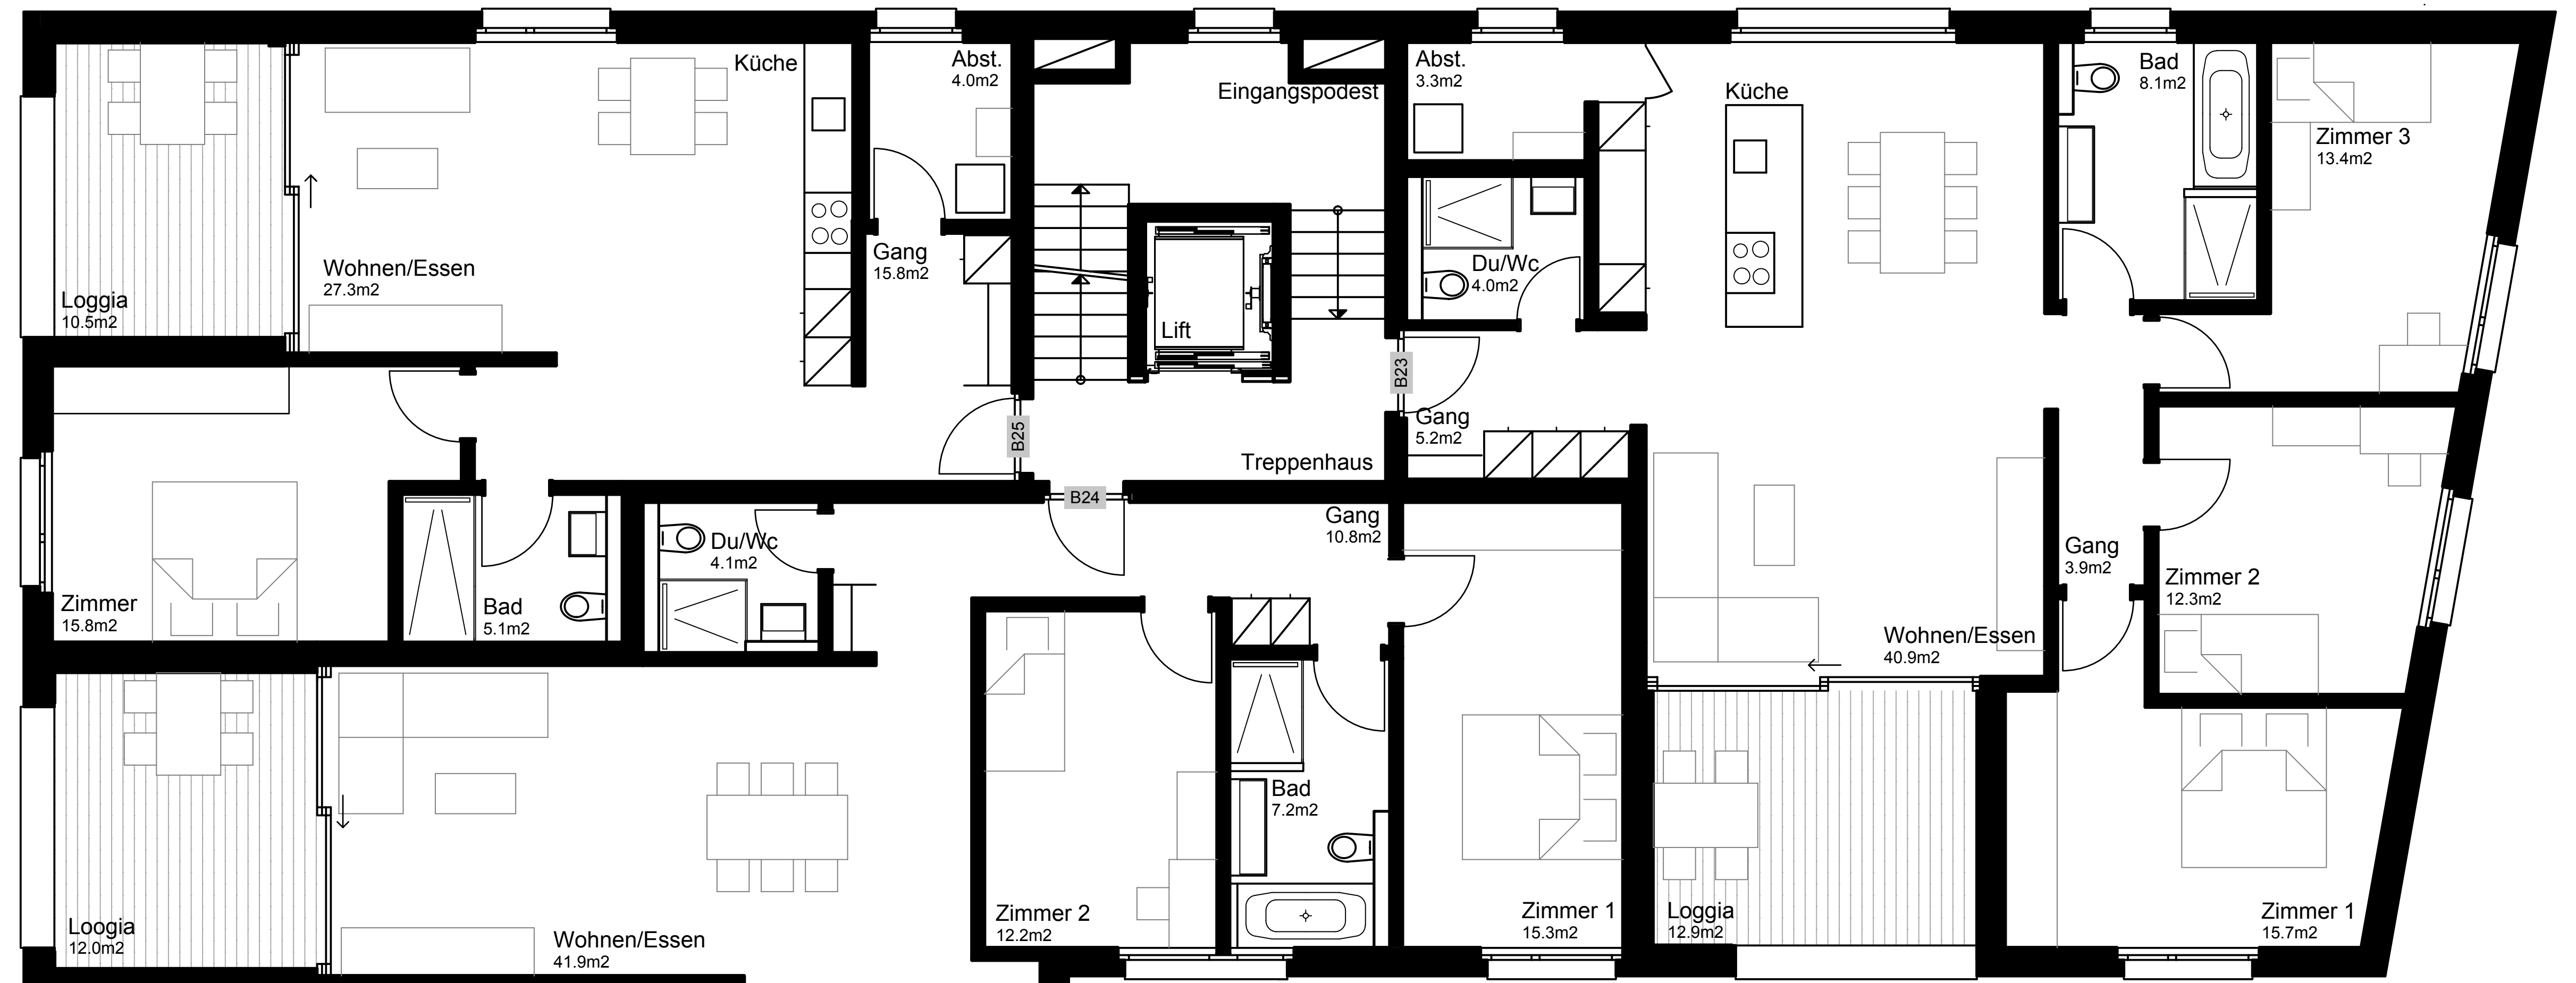 Küche
Abst.
4.0m2
Eingangspodest
Abst.
3.3m2
Küche
Bad
8.1m2
Zimmer 3
13.4m2
Loggia
10.5m2
Wohnen/Essen
27.3m2
Gang
15.8m2
Lift
Du/Wc
4.0m2
B23
Gang
5.2m2
B25
Treppenhaus
B24
Gang
10.8m2
Zimmer
15.8m2
Bad
5.1m2
Du/Wc
4.1m2
Gang
3.9m2
Zimmer 2
12.3m2
Wohnen/Essen
40.9m2
Bad
7.2m2
Loogia
12.0m2
Wohnen/Essen
41.9m2
Zimmer 2
12.2m2
Zimmer 1
15.3m2
Loggia
12.9m2
Zimmer 1
15.7m2